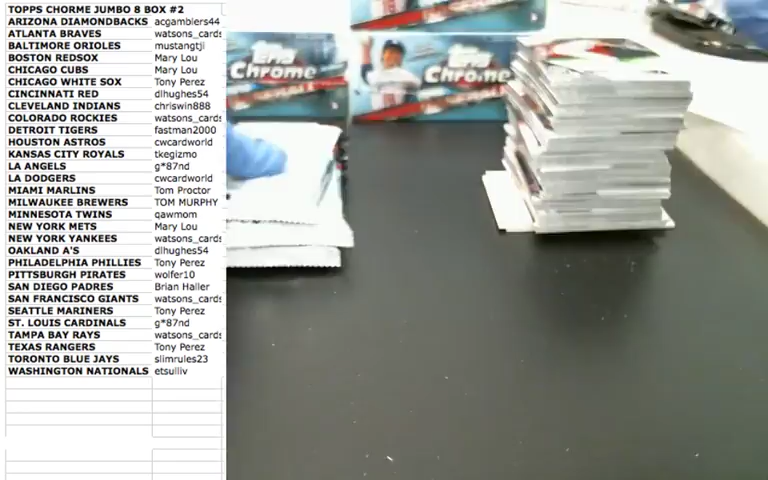 TOPPS CHORME JUMBO 8 BOX #2
ARIZONA DIAMONDBACKS acgamblers44
ATLANTA BRAVES watsons_cards
BALTIMORE ORIOLES mustangtji
BOSTON REDSOX Mary Lou
CHICAGO CUBS Mary Lou
CHICAGO WHITE SOX Tony Perez
CINCINNATI RED dlhughes54
CLEVELAND INDIANS chriswin888
COLORADO ROCKIES watsons_cards
DETROIT TIGERS fastman2000
HOUSTON ASTROS cwcardworld
KANSAS CITY ROYALS tkegizmo
LA ANGELS g*87nd
LA DODGERS cwcardworld
MIAMI MARLINS Tom Proctor
MILWAUKEE BREWERS TOM MURPHY
MINNESOTA TWINS qawmom
NEW YORK METS Mary Lou
NEW YORK YANKEES watsons_cards
OAKLAND A'S dlhughes54
PHILADELPHIA PHILLIES Tony Perez
PITTSBURGH PIRATES wolfer10
SAN DIEGO PADRES Brian Haller
SAN FRANCISCO GIANTS watsons_cards
SEATTLE MARINERS Tony Perez
ST. LOUIS CARDINALS g*87nd
TAMPA BAY RAYS watsons_cards
TEXAS RANGERS Tony Perez
TORONTO BLUE JAYS slimrules23
WASHINGTON NATIONALS etsulliv
Topps
Chrome
Topps
Chrome